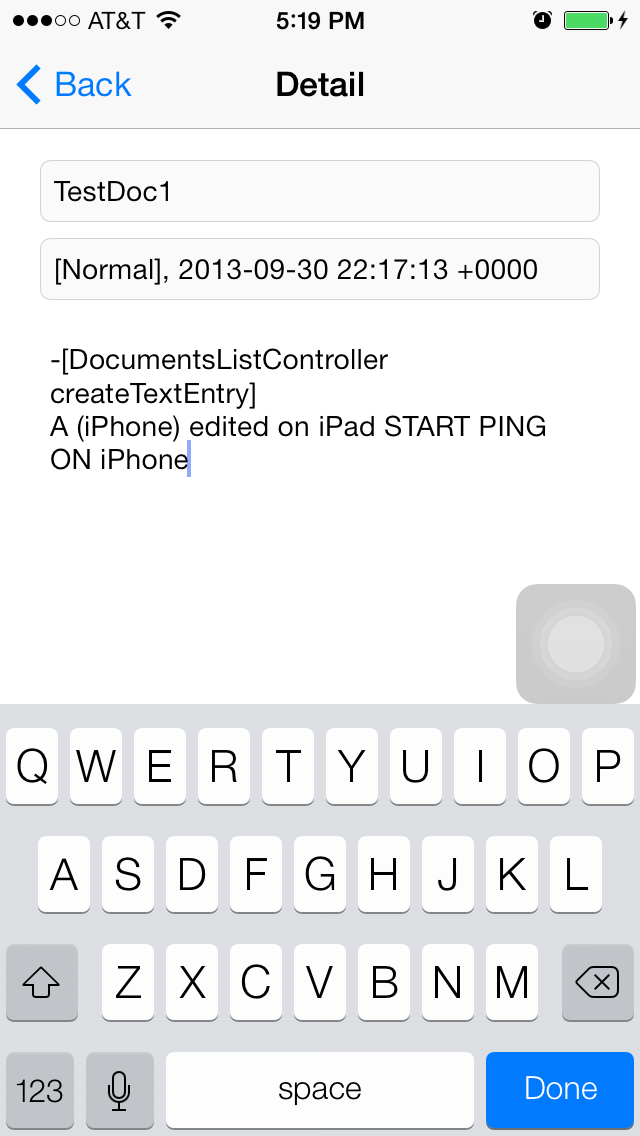 AT&T 5:19 PM
Back Detail
TestDoc1
[Normal], 2013-09-30 22:17:13 +0000
-[DocumentsListController
createTextEntry]
A (iPhone) edited on iPad START PING
ON iPhone
Q W E R T Y U I O P
A S D F G H J K L
Z X C V B N M
123 space Done